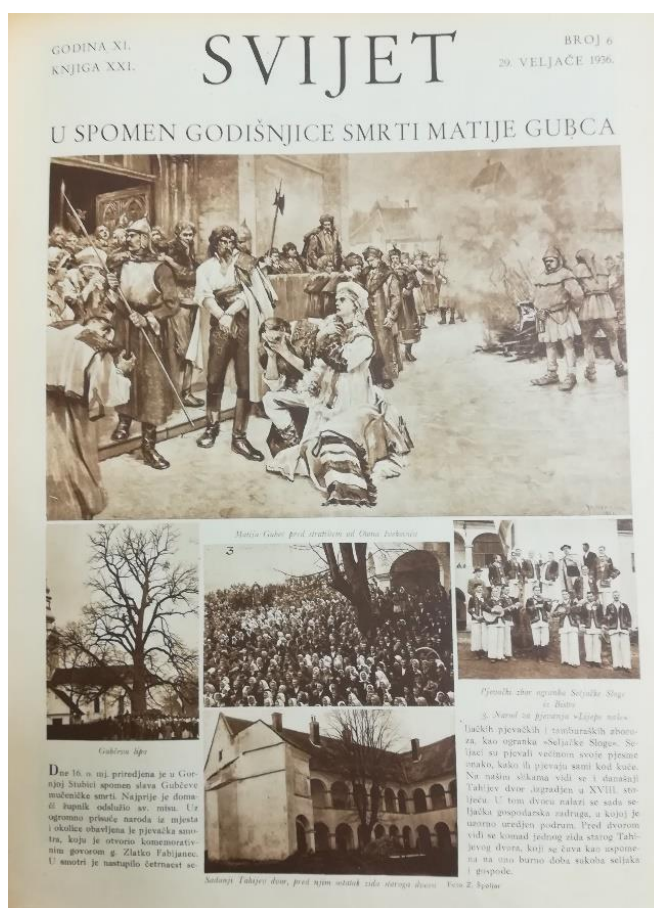 GODINA XI.
KNJIGA XXI.
SVIJET
BROJ 6
29. VELJAČE 1936.
U SPOMEN GODIŠNJICE SMRTI MATIJE GUBCA
Matija Gubec pred stratištem od Otona Ivekovića
3
Gubčeva lipa
Dne 16. o. mj. priredjena je u Gor-
njoj Stubici spomen slava Gubčeve
mučeničke smrti. Najprije je doma-
ći župnik odslužio sv. misu. Uz
ogromno prisuće naroda iz mjesta
i okolice obavljena je pjevačka smo-
tra, koju je otvorio komemorativ-
nim govorom g. Zlatko Fabijanec.
U smotri je nastupilo četrnaest se-
Sadanji Tahijev dvor, pred njim ostatak zida staroga dvora
Foto Z. Špoljar
Pjevački zbor ogranka Seljačke Sloge
iz Bistre
3. Narod za pjevanja «Lijepe naše»
ljačkih pjevačkih i tamburaških zboro-
va, kao ogranka «Seljačke Sloge». Se-
ljaci su pjevali većinom svoje pjesme
onako, kako ih pjevaju sami kod kuće.
Na našim slikama vidi se i današnji
Tahijev dvor, izgradjen u XVIII. sto-
ljeću. U tom dvoru nalazi se sada se-
ljačka gospodarska zadruga, a kojoj je
uzorno uredjen podrum. Pred dvorom
vidi se komad jednog zida starog Tahi-
jevog dvora, koji se čuva kao uspome-
na na ono burno doba sukoba seljaka
i gospode.